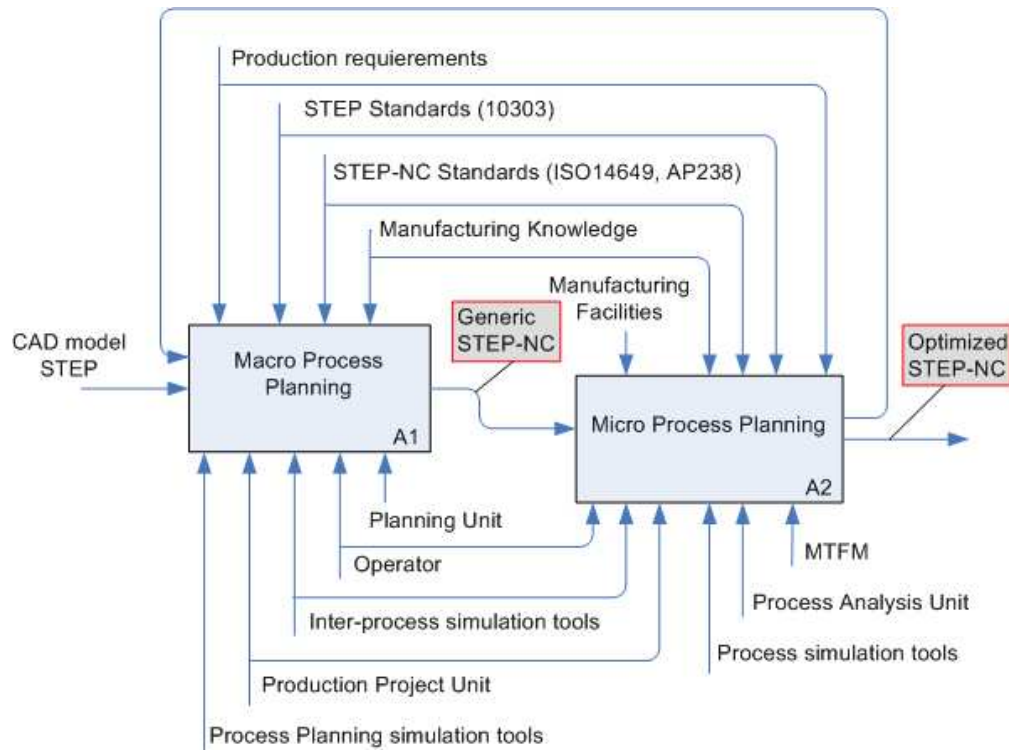 Production requierements
STEP Standards (10303)
STEP-NC Standards (ISO14649, AP238)
Manufacturing Knowledge
Manufacturing
Facilities
Generic
STEP-NC
CAD model
STEP
Macro Process
Planning
A1
Optimized
STEP-NC
Micro Process Planning
A2
Planning Unit
Operator
MTFM
Inter-process simulation tools
Process Analysis Unit
Production Project Unit
Process simulation tools
Process Planning simulation tools